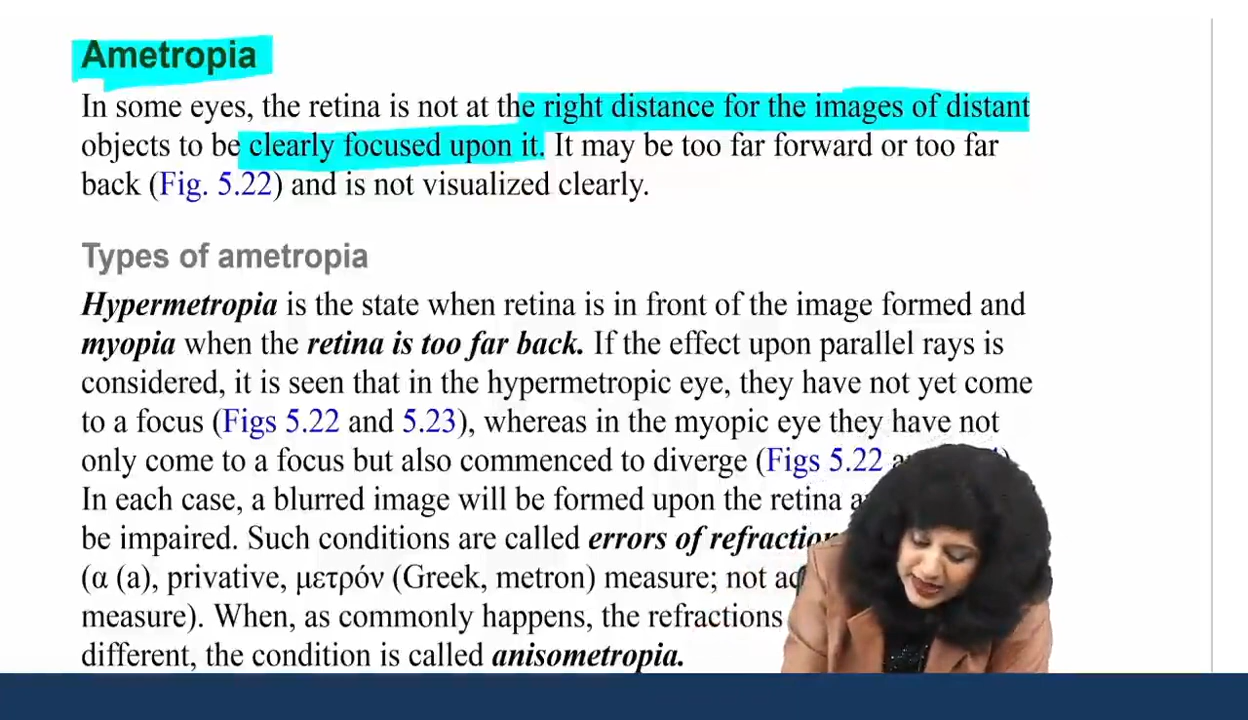 Ametropia
In some eyes, the retina is not at the right distance for the images of distant
objects to be clearly focused upon it. It may be too far forward or too far
back (Fig. 5.22) and is not visualized clearly.
Types of ametropia
Hypermetropia is the state when retina is in front of the image formed and
myopia when the retina is too far back. If the effect upon parallel rays is
considered, it is seen that in the hypermetropic eye, they have not yet come
to a focus (Figs 5.22 and 5.23), whereas in the myopic eye they have not
only come to a focus but also commenced to diverge (Figs 5.22
In each case, a blurred image will be formed upon the retina
be impaired. Such conditions are called errors of refraction
(α (a), privative, μετρόν (Greek, metron) measure; not
measure). When, as commonly happens, the refractions
different, the condition is called anisometropia.